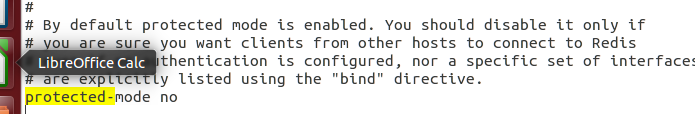 #
# By default protected mode is enabled. You should disable it only if
# you are sure you want clients from other hosts to connect to Redis
LibreOffice Calc
uthentication is configured, nor a specific set of interfaces
# are explicitly listed using the "bind" directive.
protected-mode no